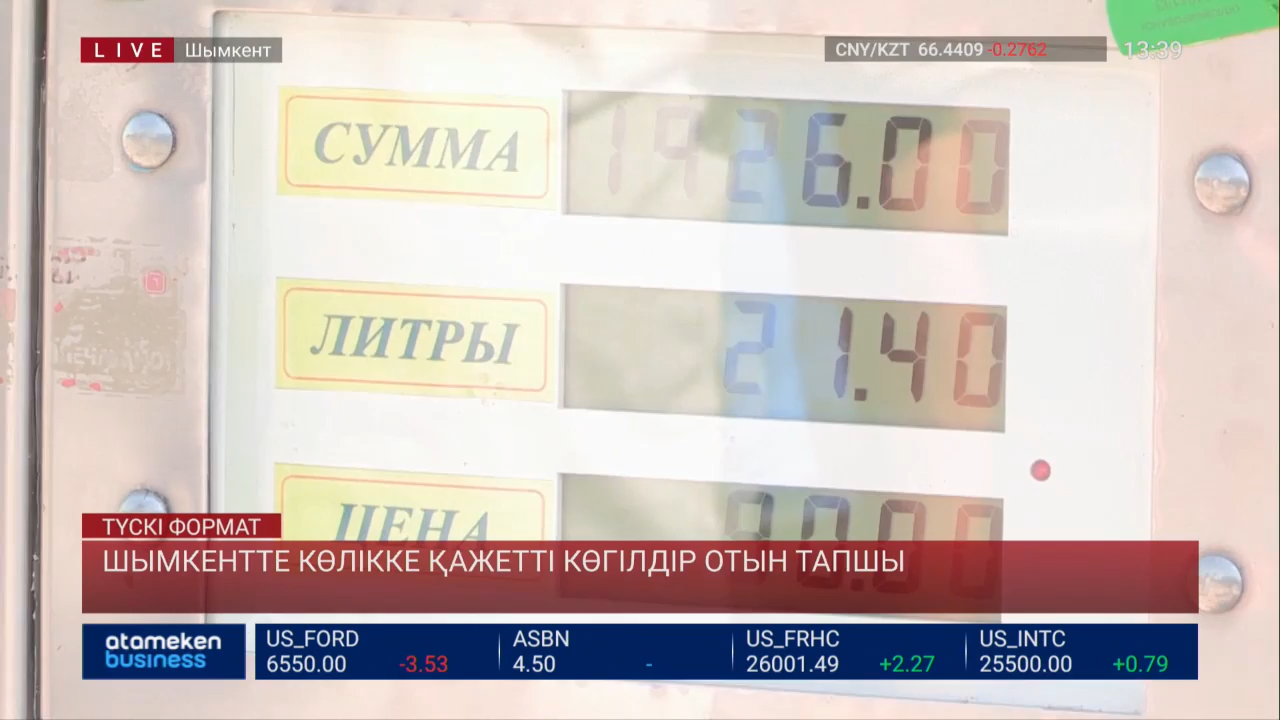 LIVE Шымкент
CNY/KZT 66.4409 -0.2762
13:39
СУММА 1926.00
ЛИТРЫ 21.40
ЦЕНА 90.00
ТҮСКІ ФОРМАТ
ШЫМКЕНТТЕ КӨЛІККЕ ҚАЖЕТТІ КӨГІЛДІР ОТЫН ТАПШЫ
atameken
business
US_FORD ASBN US_FRHC US_INTC
6550.00 -3.53 4.50 - 26001.49 +2.27 25500.00 +0.79